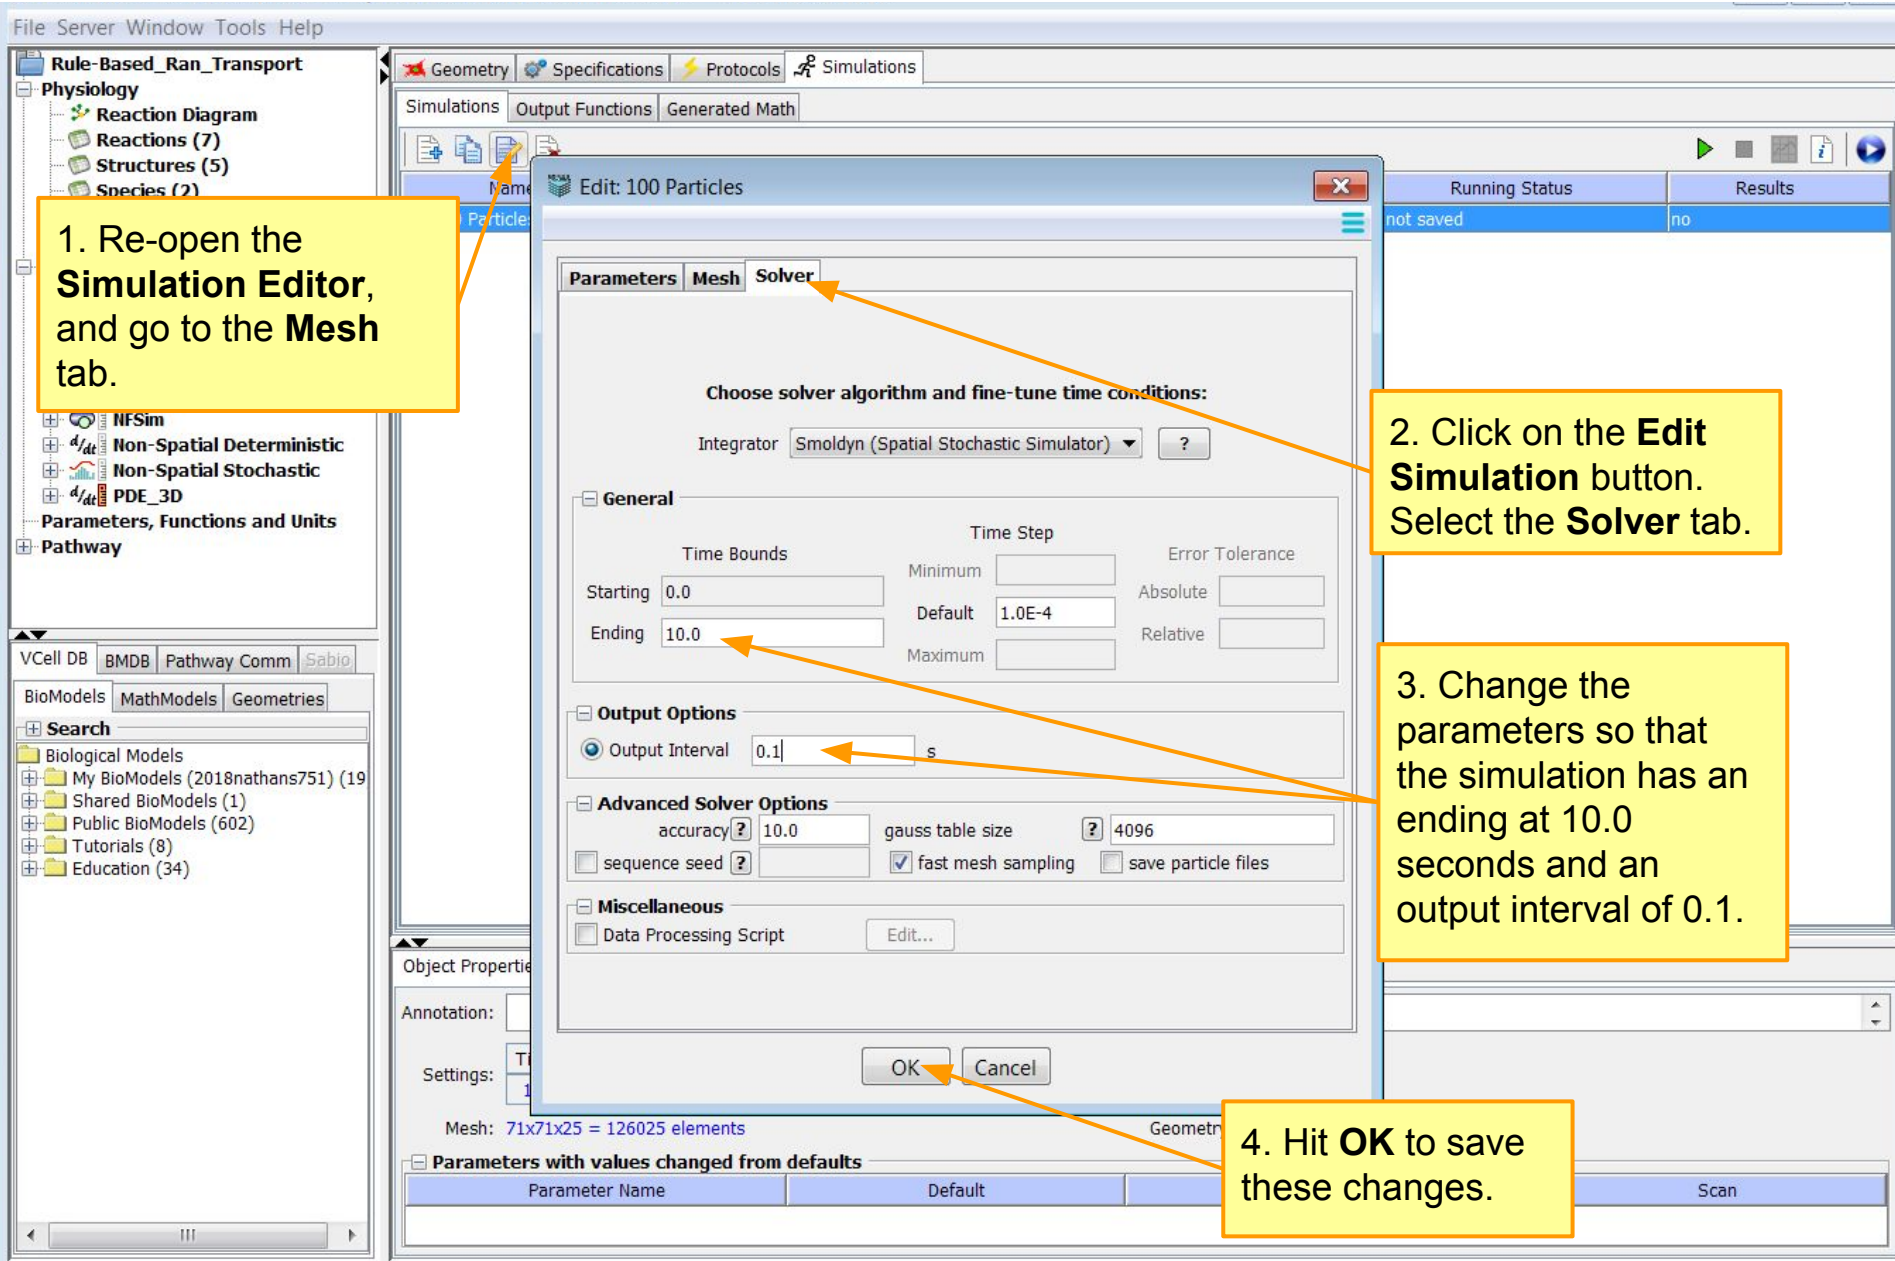 File Server Window Tools Help
Rule-Based_Ran_Transport
Physiology
Reaction Diagram
Reactions (7)
Structures (5)
Species (2)
NFSim
Non-Spatial Deterministic
Non-Spatial Stochastic
PDE_3D
Parameters, Functions and Units
Pathway
1. Re-open the
Simulation Editor,
and go to the Mesh
tab.
VCell DB BMDB Pathway Comm Sabio
BioModels MathModels Geometries
Search
Biological Models
My BioModels (2018nathans751) (19
Shared BioModels (1)
Public BioModels (602)
Tutorials (8)
Education (34)
Geometry Specifications Protocols Simulations
Simulations Output Functions Generated Math
Running Status Results
not saved no
Edit: 100 Particles
Parameters Mesh Solver
Choose solver algorithm and fine-tune time conditions:
Integrator Smoldyn (Spatial Stochastic Simulator) ?
General
Time Bounds Time Step Error Tolerance
Starting 0.0 Minimum Absolute
Ending 10.0 Default 1.0E-4 Relative
Maximum
Output Options
Output Interval 0.1 s
Advanced Solver Options
accuracy ? 10.0 gauss table size ? 4096
sequence seed ? fast mesh sampling save particle files
Miscellaneous
Data Processing Script Edit...
OK Cancel
2. Click on the Edit
Simulation button.
Select the Solver tab.
3. Change the
parameters so that
the simulation has an
ending at 10.0
seconds and an
output interval of 0.1.
4. Hit OK to save
these changes.
Annotation:
Settings:
Mesh: 71x71x25 = 126025 elements
Parameters with values changed from defaults
Parameter Name Default Scan